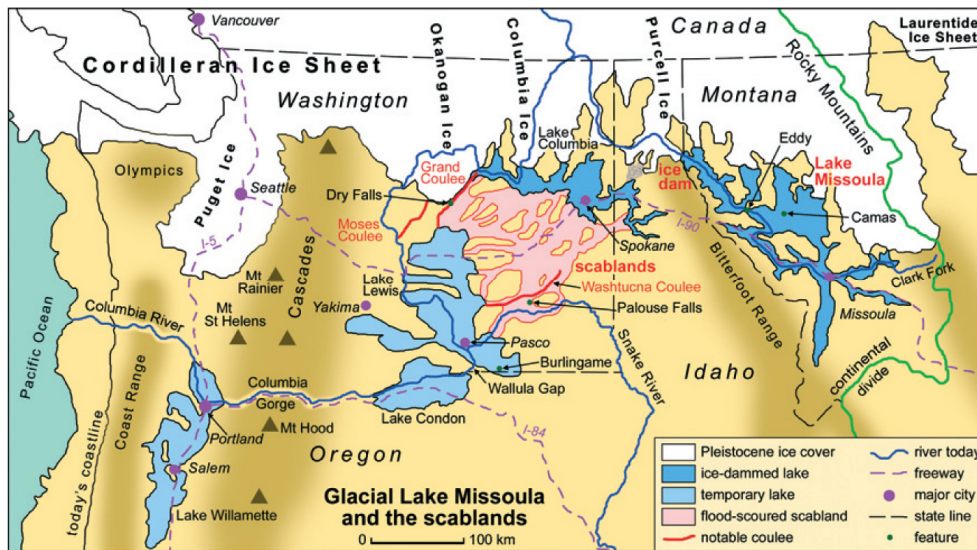 Vancouver
Canada
Laurentide
Ice Sheet
Cordilleran Ice Sheet
Okanogan Ice
Columbia Ice
Purcell Ice
Rocky Mountains
Washington
Montana
Lake
Columbia
Eddy
Lake
Missoula
Olympics
Puget Ice
Seattle
Grand
Coulee
Dry Falls
Moses
Coulee
ice
dam
Camas
I-5
I-90
Spokane
Cascades
scablands
Washtucna Coulee
Bitterroot Range
Clark Fork
Mt
Rainier
Lake
Lewis
Yakima
Palouse Falls
Missoula
Pacific Ocean
Columbia River
Mt
St Helens
Pasco
Burlingame
Snake River
Idaho
continental
divide
Coast Range
today's coastline
Columbia
Gorge
Wallula Gap
Lake Condon
Portland
Mt Hood
I-84
Salem
Oregon
Lake Willamette
Glacial Lake Missoula
and the scablands
0 100 km
Pleistocene ice cover
ice-dammed lake
temporary lake
flood-scoured scabland
notable coulee
river today
freeway
major city
state line
feature